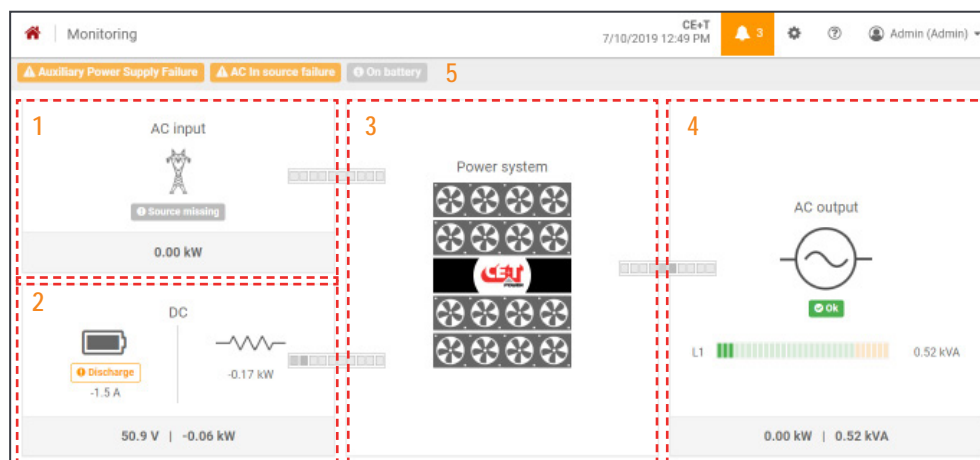 Monitoring
CE+T
7/10/2019 12:49 PM
3
Admin (Admin)
Auxiliary Power Supply Failure
AC In source failure
On battery
5
1
AC input
Source missing
0.00 kW
2
DC
Discharge
-1.5 A
-0.17 kW
50.9 V | -0.06 kW
3
Power system
CE+T
POWER
4
AC output
Ok
L1
0.52 kVA
0.00 kW | 0.52 kVA